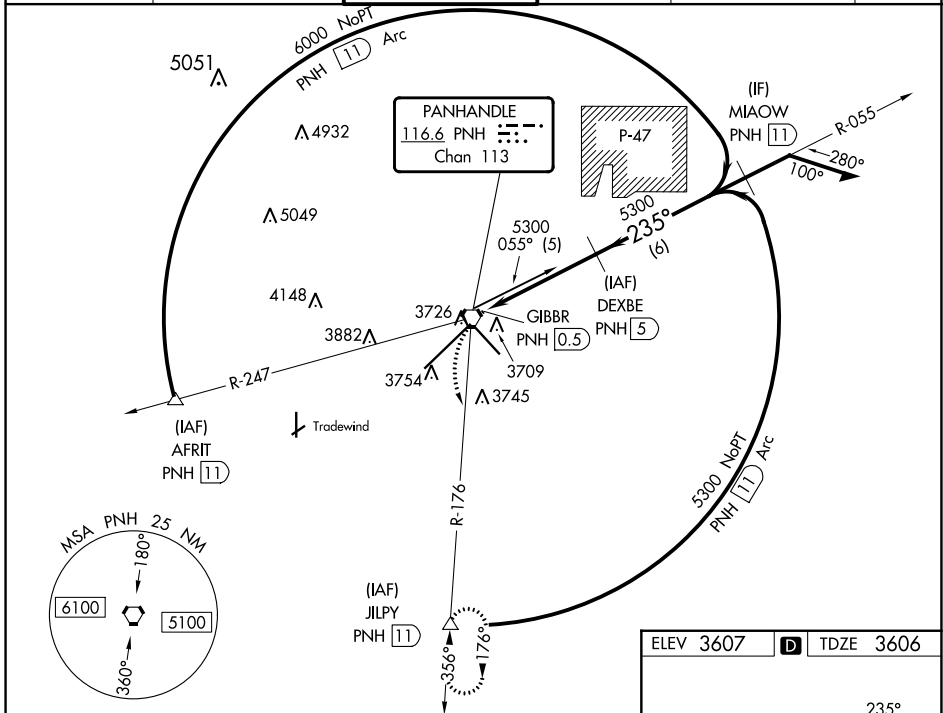 6000 NoPT
PNH 11 Arc
5051
4932
5049
4148
3882
3726
3754
3709
3745
PANHANDLE
116.6 PNH
Chan 113
P-47
(IF)
MIAOW
PNH 11
R-055
280°
100°
5300
235°
(6)
5300
055° (5)
(IAF)
DEXBE
PNH 5
GIBBR
PNH 0.5
R-247
(IAF)
AFRIT
PNH 11
Tradewind
R-176
5300 NoPT
PNH 11 Arc
MSA PNH 25 NM
180°
6100
5100
360°
(IAF)
JILPY
PNH 11
356°
176°
ELEV 3607 D TDZE 3606
235°